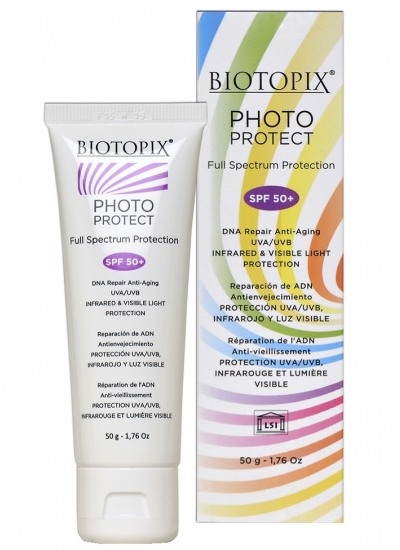 BIOTOPIX®
PHOTO
PROTECT
Full Spectrum Protection
SPF 50+
DNA Repair Anti-Aging
UVA/UVB
INFRARED & VISIBLE LIGHT
PROTECTION
Reparación de ADN
Antienvejecimiento
PROTECCIÓN UVA/UVB,
INFRAROJO Y LUZ VISIBLE
Réparation de l'ADN
Anti-vieillissement
PROTECTION UVA/UVB,
INFRAROUGE ET LUMIÈRE VISIBLE
50 g - 1,76 Oz
BIOTOPIX®
PHOTO
PROTECT
Full Spectrum Protection
SPF 50+
DNA Repair Anti-Aging
UVA/UVB
INFRARED & VISIBLE LIGHT
PROTECTION
Reparación de ADN
Antienvejecimiento
PROTECCIÓN UVA/UVB,
INFRAROJO Y LUZ VISIBLE
Réparation de l'ADN
Anti-vieillissement
PROTECTION UVA/UVB,
INFRAROUGE ET LUMIÈRE
VISIBLE
LSI
50 g - 1,76 Oz